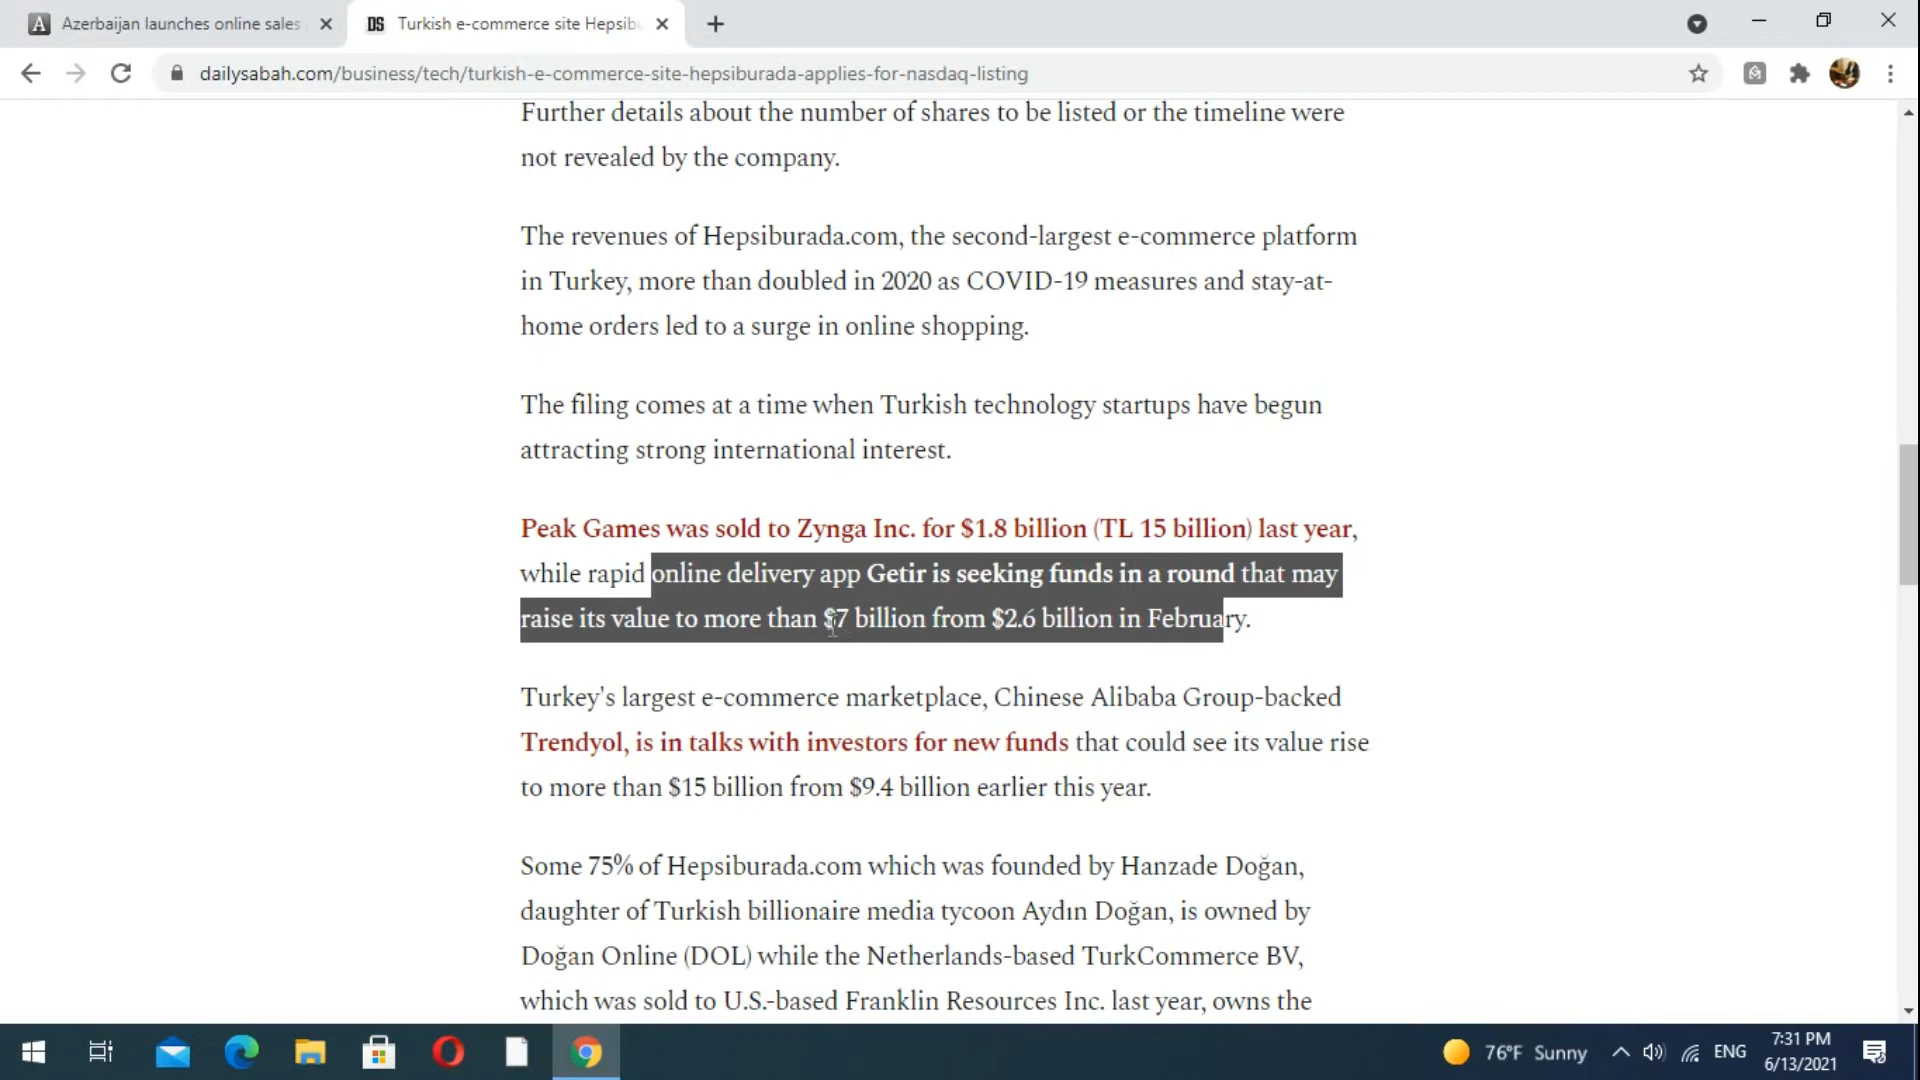 Azerbaijan launches online sales
DS Turkish e-commerce site Hepsib
dailysabah.com/business/tech/turkish-e-commerce-site-hepsiburada-applies-for-nasdaq-listing
Further details about the number of shares to be listed or the timeline were
not revealed by the company.
The revenues of Hepsiburada.com, the second-largest e-commerce platform
in Turkey, more than doubled in 2020 as COVID-19 measures and stay-at-
home orders led to a surge in online shopping.
The filing comes at a time when Turkish technology startups have begun
attracting strong international interest.
Peak Games was sold to Zynga Inc. for $1.8 billion (TL 15 billion) last year,
while rapid online delivery app Getir is seeking funds in a round that may
raise its value to more than $7 billion from $2.6 billion in February.
Turkey's largest e-commerce marketplace, Chinese Alibaba Group-backed
Trendyol, is in talks with investors for new funds that could see its value rise
to more than $15 billion from $9.4 billion earlier this year.
Some 75% of Hepsiburada.com which was founded by Hanzade Doğan,
daughter of Turkish billionaire media tycoon Aydın Doğan, is owned by
Doğan Online (DOL) while the Netherlands-based TurkCommerce BV,
which was sold to U.S.-based Franklin Resources Inc. last year, owns the
76°F Sunny
ENG
7:31 PM
6/13/2021